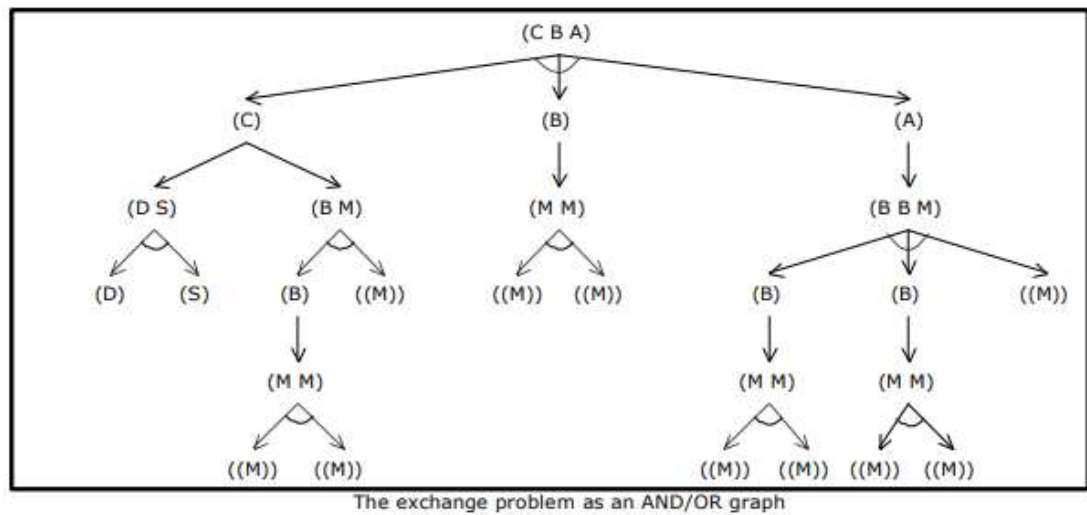 (C B A)
(C) (B) (A)
(D S) (B M) (M M) (B B M)
(D) (S) (B) ((M)) ((M)) ((M)) (B) (B) ((M))
(M M) (M M) (M M)
((M)) ((M)) ((M)) ((M)) ((M)) ((M))
The exchange problem as an AND/OR graph